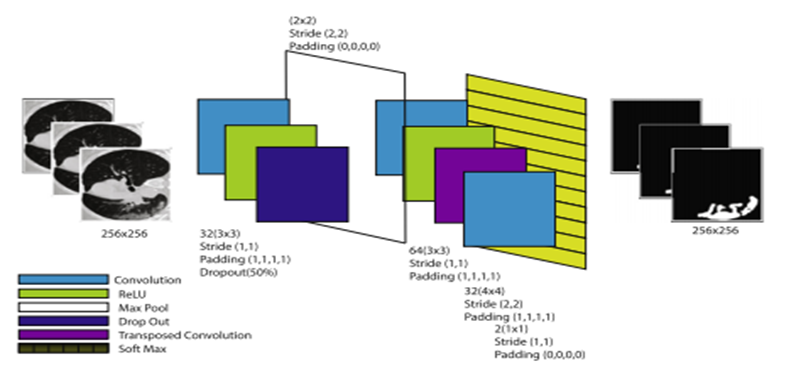 (2x2)
Stride (2,2)
Padding (0,0,0,0)
256x256
32(3x3)
Stride (1,1)
Padding (1,1,1,1)
Dropout(50%)
64(3x3)
Stride (1,1)
Padding (1,1,1,1)
32(4x4)
Stride (2,2)
Padding (1,1,1,1)
2(1x1)
Stride (1,1)
Padding (0,0,0,0)
256x256
Convolution
ReLU
Max Pool
Drop Out
Transposed Convolution
Soft Max